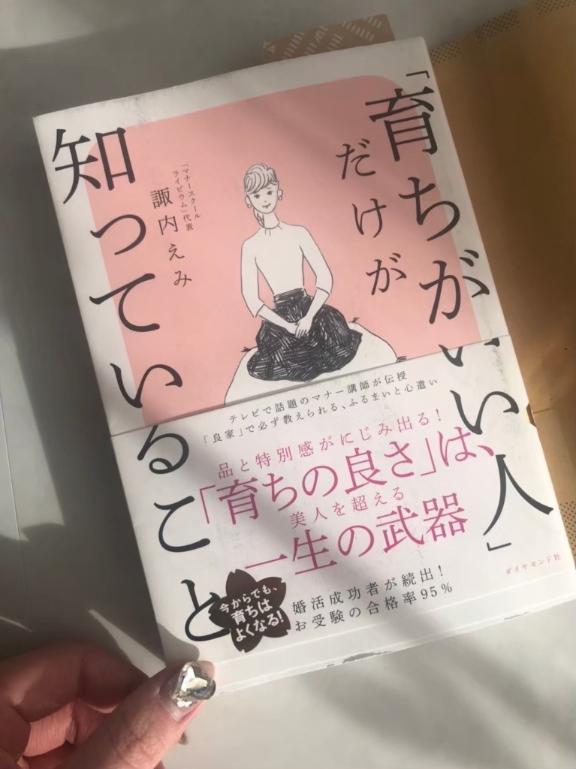 「育ちがいい人」
だけが
知っていること
「マナースクール
ライビウム」代表
諏内えみ
テレビで話題のマナー講師が伝授
「良家」で必ず教えられる、ふるまいと心遣い
品と特別感がにじみ出る!
「育ちの良さ」は、
美人を超える
一生の武器
今からでも、
育ちは
よくなる!
婚活成功者が続出!
お受験の合格率95%
ダイヤモンド社